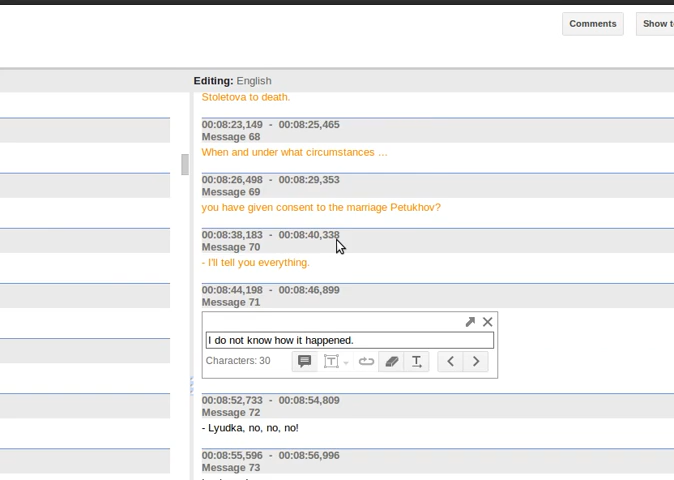 Comments
Show
Editing: English
Stoletova to death.
00:08:23,149 - 00:08:25,465
Message 68
When and under what circumstances ...
00:08:26,498 - 00:08:29,353
Message 69
you have given consent to the marriage Petukhov?
00:08:38,183 - 00:08:40,338
Message 70
- I'll tell you everything.
00:08:44,198 - 00:08:46,899
Message 71
I do not know how it happened.
Characters: 30
00:08:52,733 - 00:08:54,809
Message 72
- Lyudka, no, no, no!
00:08:55,596 - 00:08:56,996
Message 73